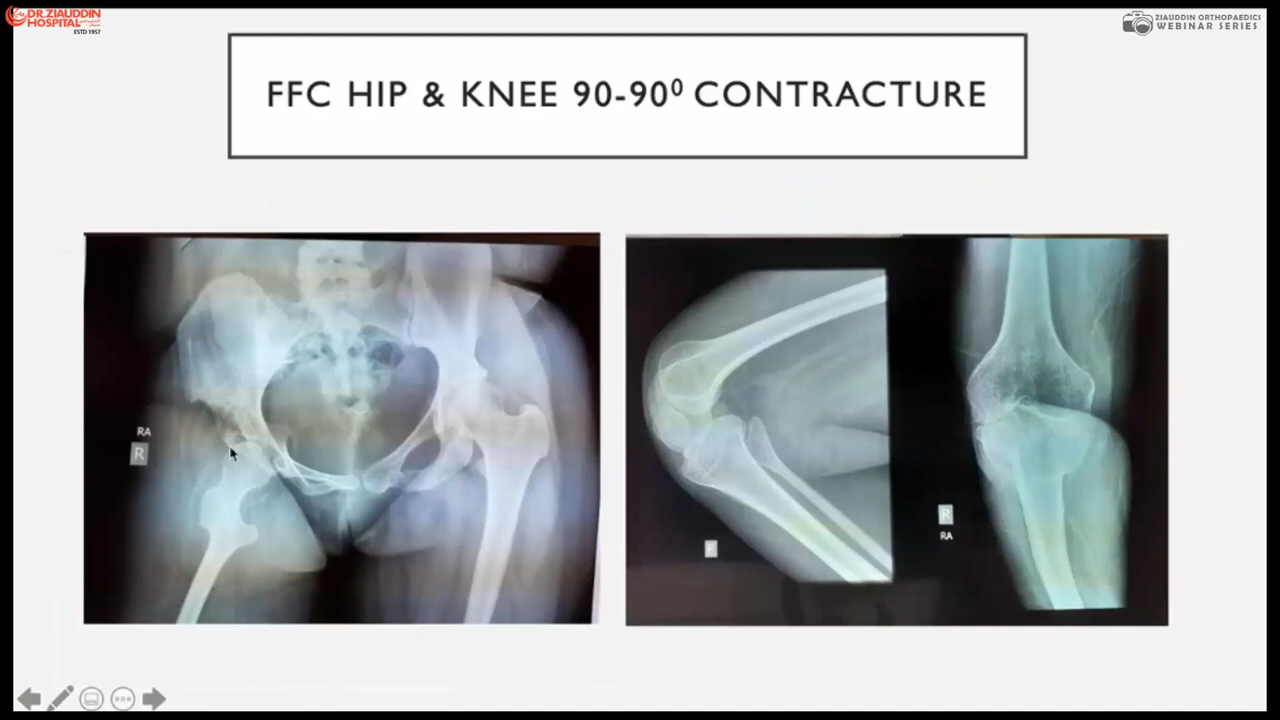 DR.ZIAUDDIN
HOSPITAL
ESTD 1957
ZIAUDDIN ORTHOPAEDICS
WEBINAR SERIES
FFC HIP & KNEE 90-90⁰ CONTRACTURE
RA
R
R
RA